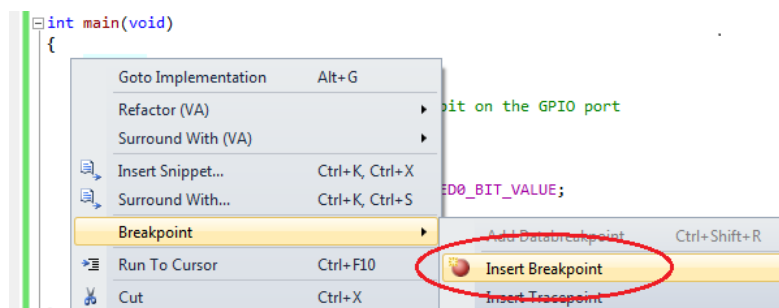 int main(void)
{
Goto Implementation Alt+G
Refactor (VA)
bit on the GPIO port
Surround With (VA)
Insert Snippet... Ctrl+K, Ctrl+X
ED0_BIT_VALUE;
Surround With... Ctrl+K, Ctrl+S
Breakpoint
Add Databreakpoint Ctrl+Shift+R
Run To Cursor Ctrl+F10
Insert Breakpoint
Cut Ctrl+X
Insert Tracepoint